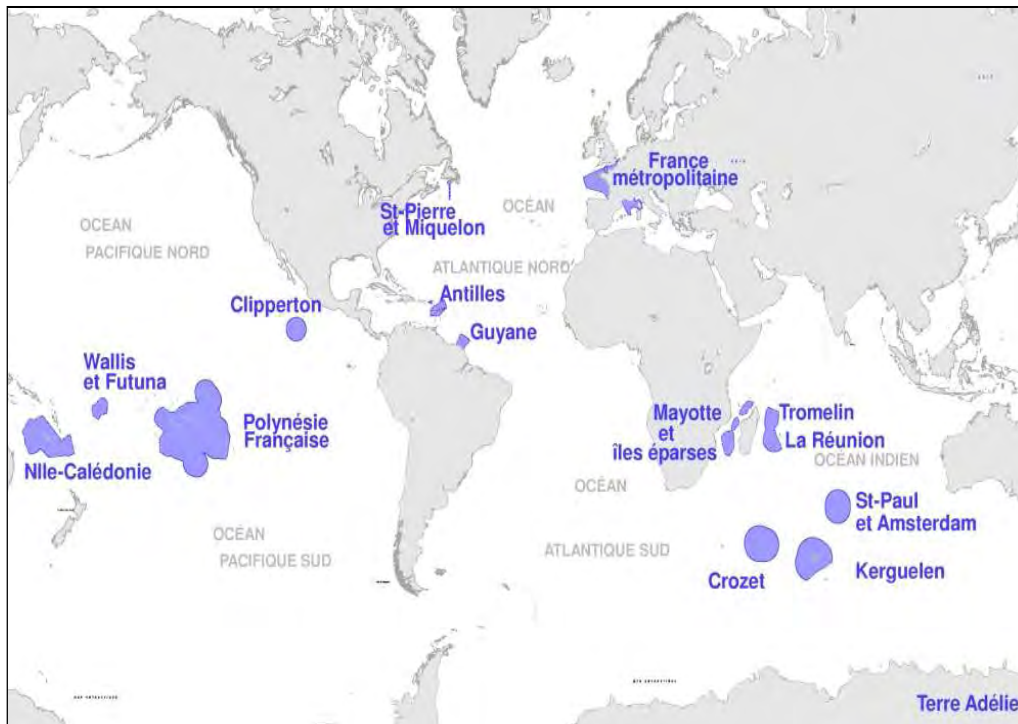 France
métropolitaine
St-Pierre
et Miquelon
OCÉAN
OCÉAN
PACIFIQUE NORD
ATLANTIQUE NORD
Antilles
Clipperton
Guyane
Wallis
et Futuna
Polynésie
Française
Nlle-Calédonie
Mayotte
et
îles éparses
Tromelin
La Réunion
OCÉAN INDIEN
OCÉAN
ATLANTIQUE SUD
St-Paul
et Amsterdam
OCÉAN
PACIFIQUE SUD
Crozet
Kerguelen
Terre Adélie